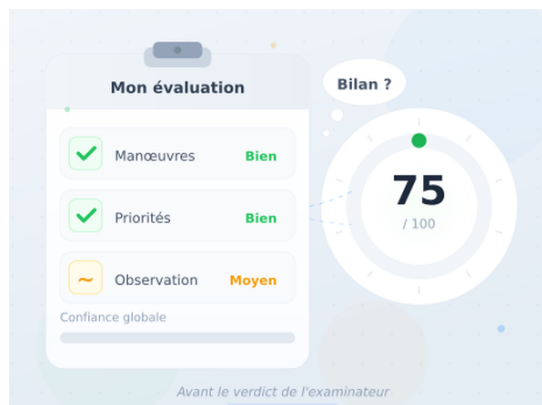 Mon évaluation
Bilan ?
Manœuvres Bien
Priorités Bien
~ Observation Moyen
75
/ 100
Confiance globale
Avant le verdict de l'examinateur